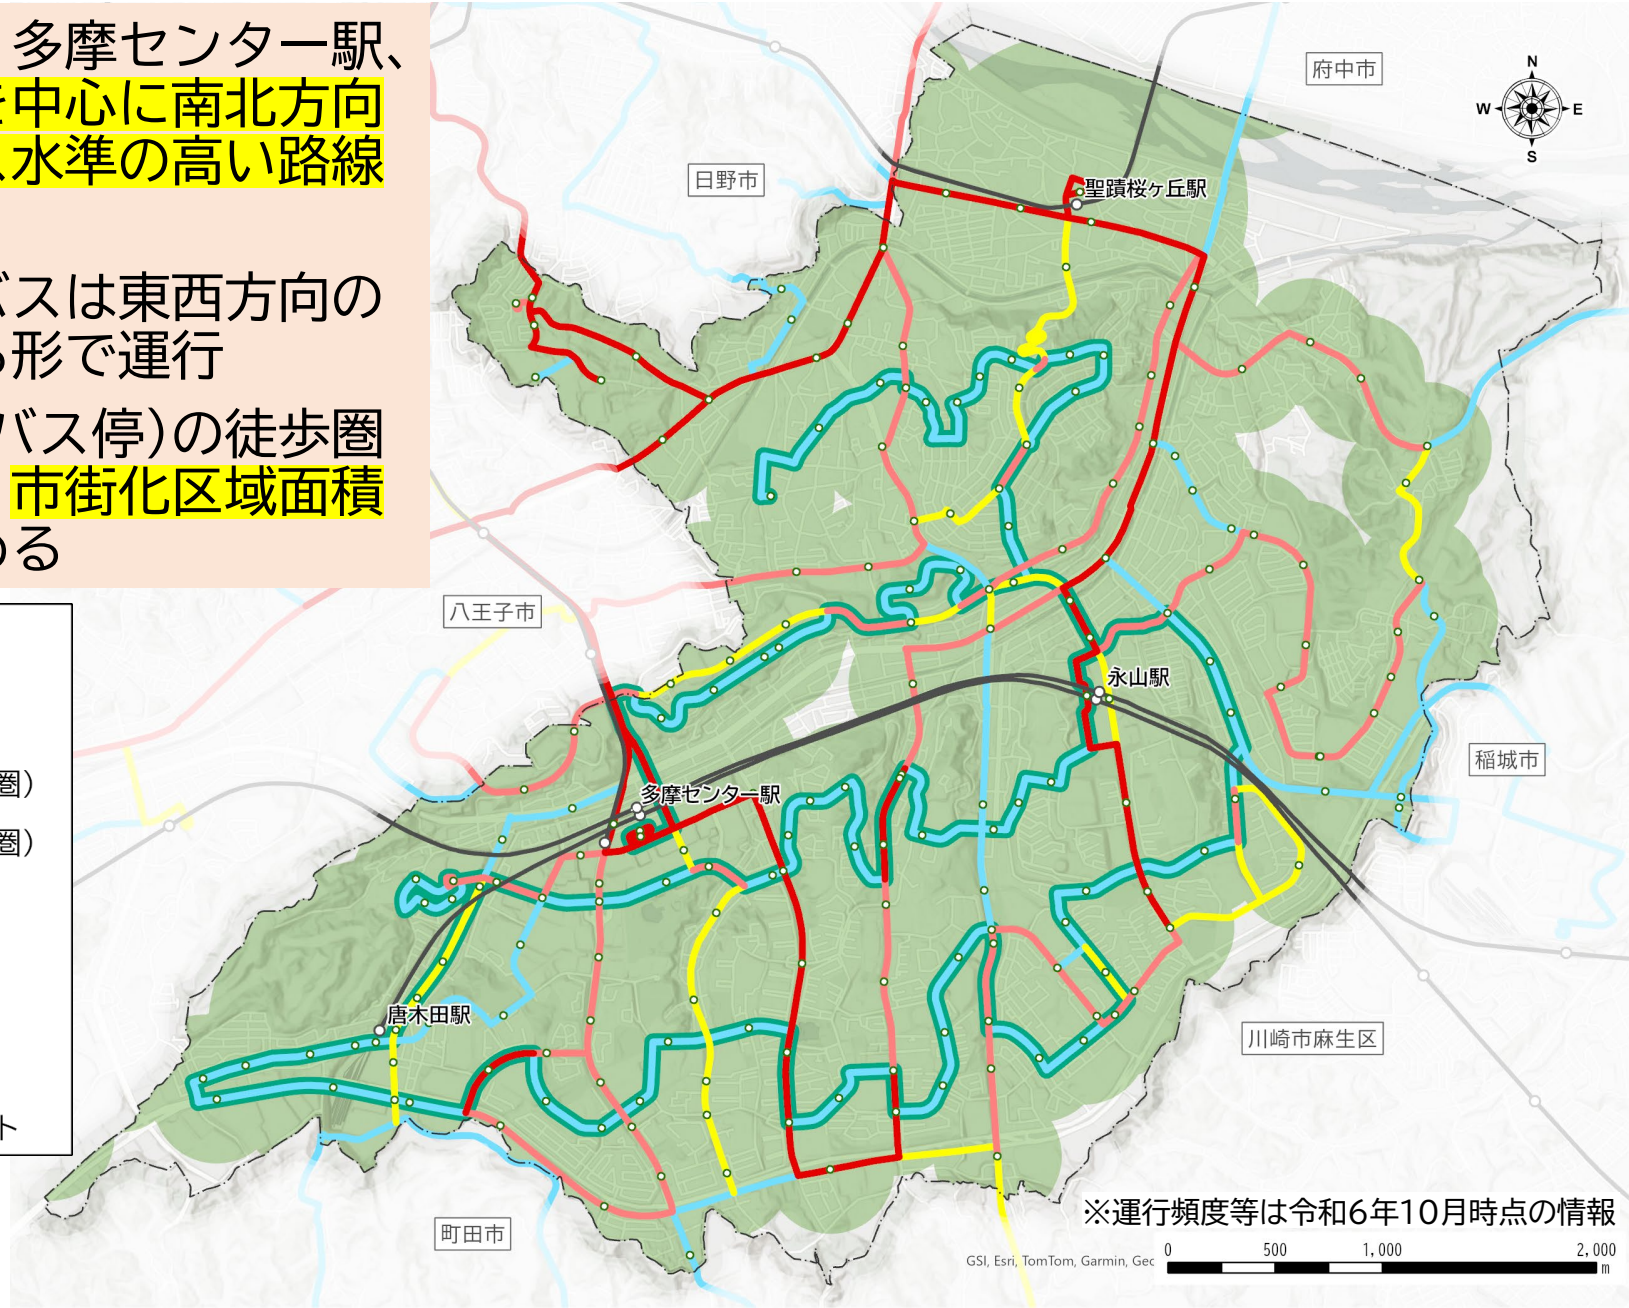 多摩センター駅、
を中心に南北方向
ス水準の高い路線
バスは東西方向の
る形で運行
バス停)の徒歩圏
市街化区域面積
める
圏)
圏)
ト
府中市
N
W
E
S
日野市
聖蹟桜ヶ丘駅
八王子市
永山駅
稲城市
多摩センター駅
唐木田駅
川崎市麻生区
町田市
※運行頻度等は令和6年10月時点の情報
0 500 1,000 2,000
m
GSI, Esri, TomTom, Garmin, Geo